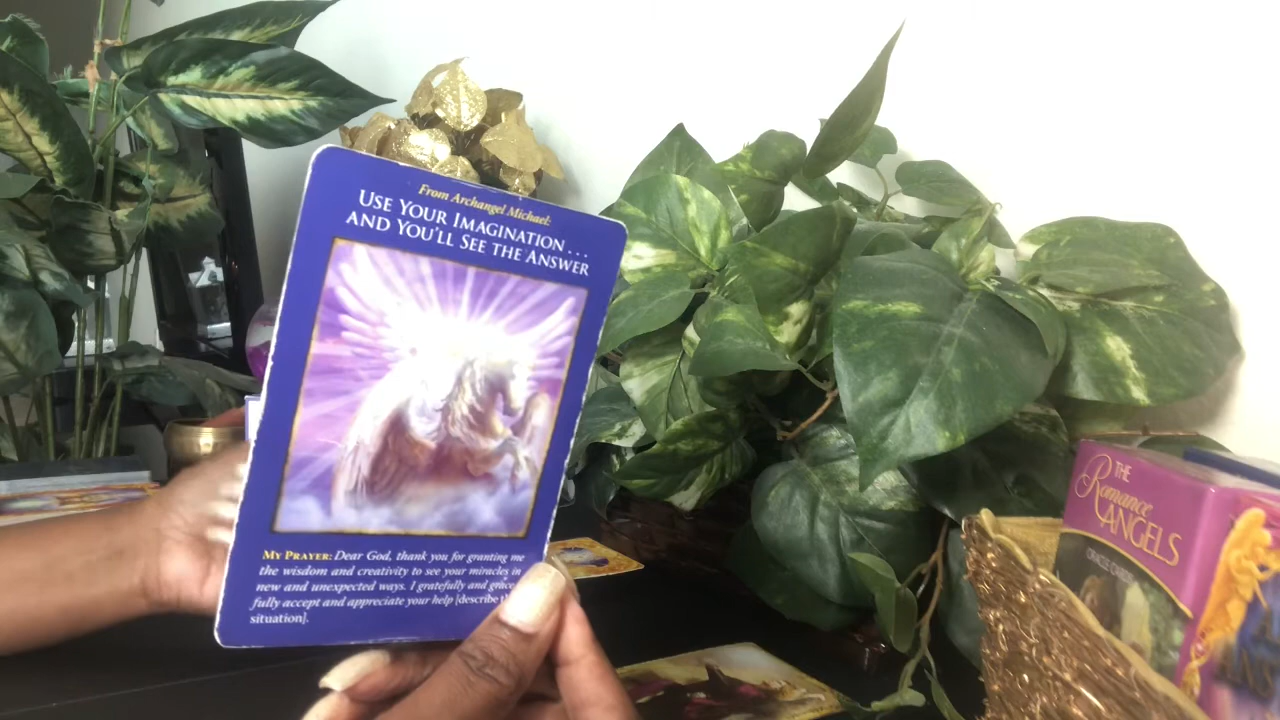 From Archangel Michael:
USE YOUR IMAGINATION...
AND YOU'LL SEE THE ANSWER
MY PRAYER: Dear God, thank you for granting me
the wisdom and creativity to see your miracles in
new and unexpected ways. I gratefully and grace-
fully accept and appreciate your help [describe
situation].
THE
Romance
ANGELS
ORACLE CARDS